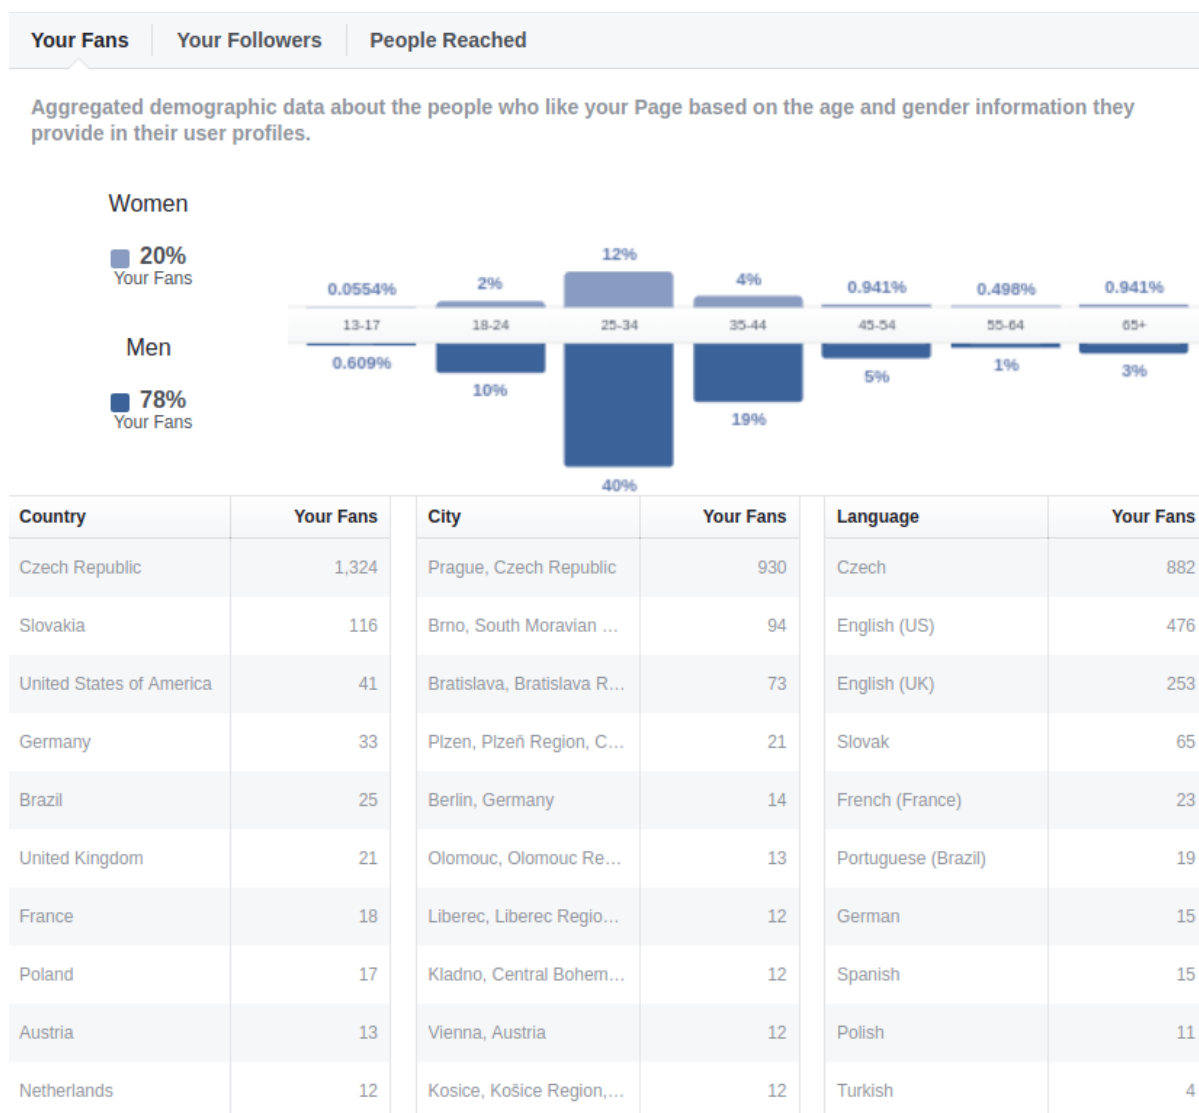 Your Fans Your Followers People Reached
Aggregated demographic data about the people who like your Page based on the age and gender information they
provide in their user profiles.
Women
20%
Your Fans
Men
78%
Your Fans
0.0554% 2% 12% 4% 0.941% 0.498% 0.941%
13-17 18-24 25-34 35-44 45-54 55-64 65+
0.609% 10% 40% 19% 5% 1% 3%
Country Your Fans City Your Fans Language Your Fans
Czech Republic 1,324 Prague, Czech Republic 930 Czech 882
Slovakia 116 Brno, South Moravian ... 94 English (US) 476
United States of America 41 Bratislava, Bratislava R... 73 English (UK) 253
Germany 33 Plzen, Plzeň Region, C... 21 Slovak 65
Brazil 25 Berlin, Germany 14 French (France) 23
United Kingdom 21 Olomouc, Olomouc Re... 13 Portuguese (Brazil) 19
France 18 Liberec, Liberec Regio... 12 German 15
Poland 17 Kladno, Central Bohem... 12 Spanish 15
Austria 13 Vienna, Austria 12 Polish 11
Netherlands 12 Kosice, Košice Region,... 12 Turkish 4